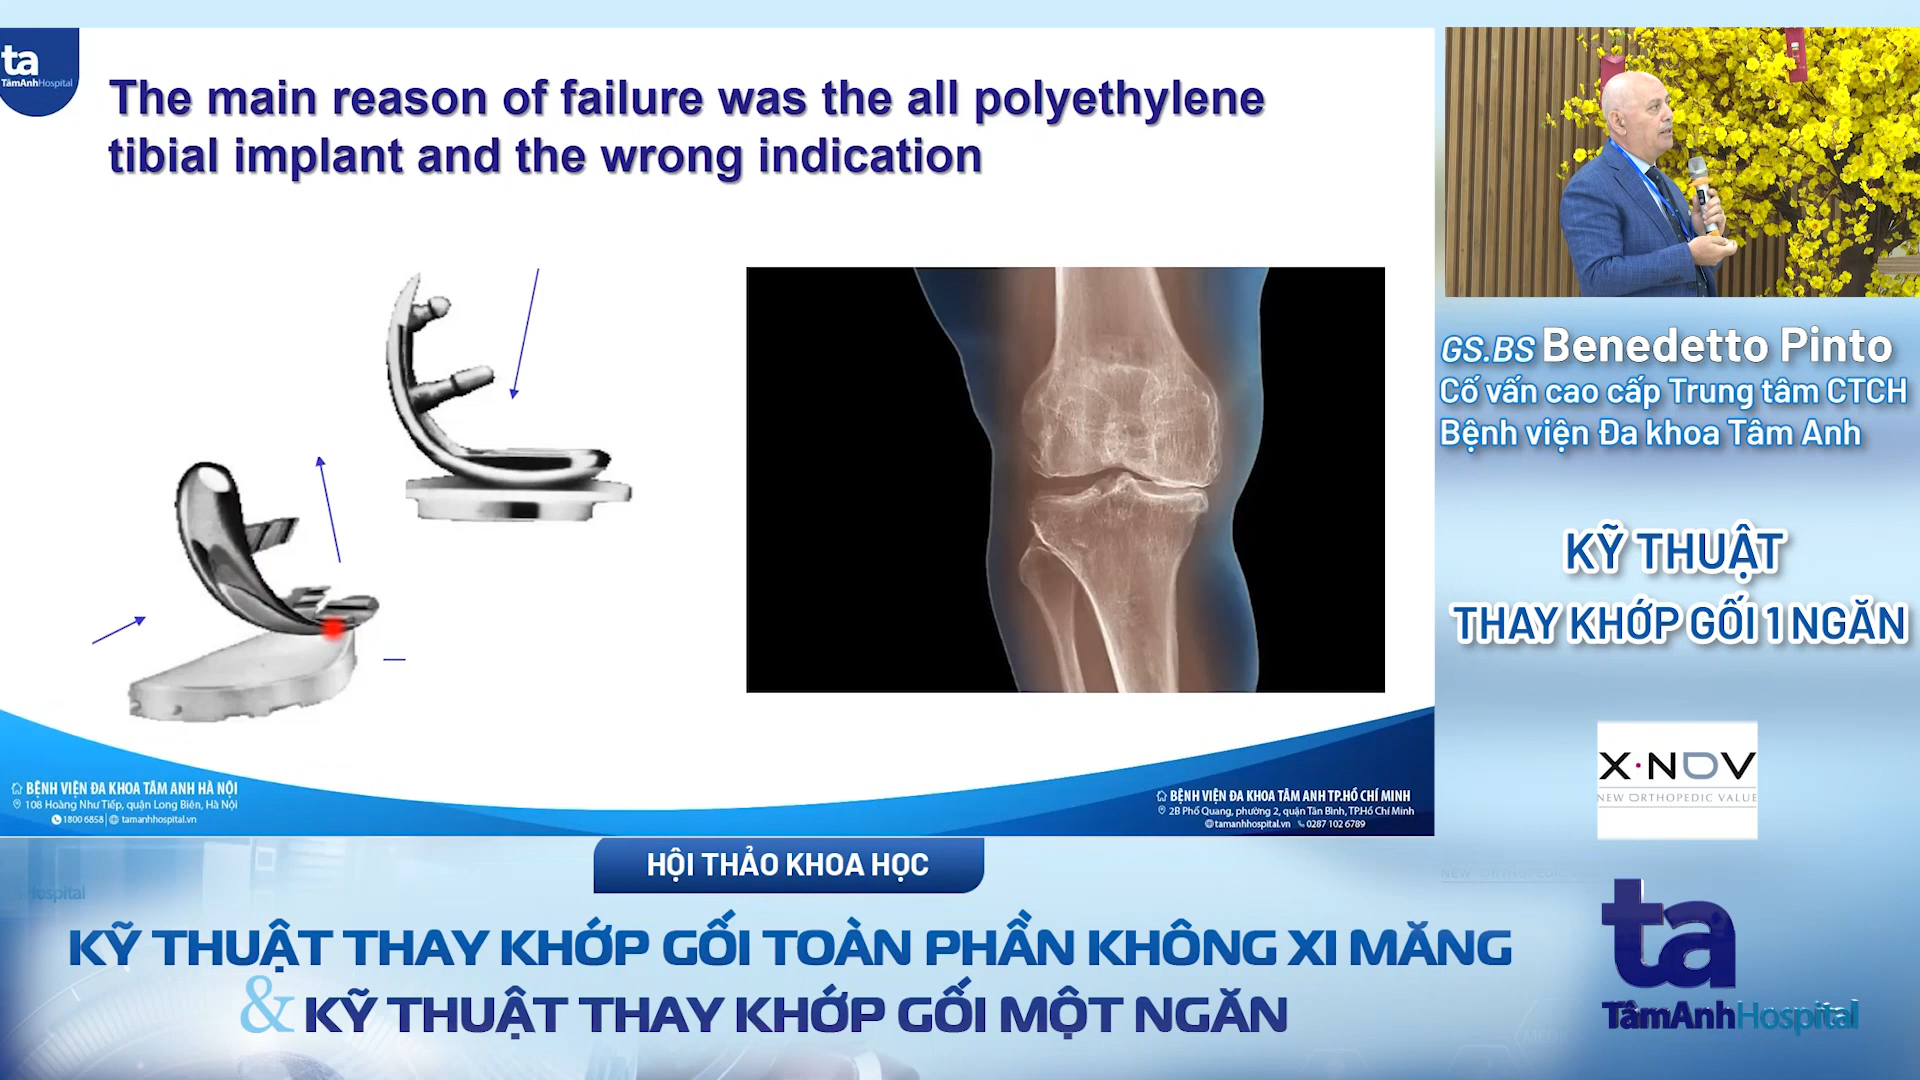 ta
TâmAnhHospital
The main reason of failure was the all polyethylene
tibial implant and the wrong indication
GS.BS Benedetto Pinto
Cố vấn cao cấp Trung tâm CTCH
Bệnh viện Đa khoa Tâm Anh
KỸ THUẬT
THAY KHỚP GỐI 1 NGĂN
X·NOV
NEW ORTHOPEDIC VALUE
BỆNH VIỆN ĐA KHOA TÂM ANH HÀ NỘI
108 Hoàng Như Tiếp, quận Long Biên, Hà Nội
1800 6858 | tamanhhospital.vn
BỆNH VIỆN ĐA KHOA TÂM ANH TP.HỒ CHÍ MINH
2B Phổ Quang, phường 2, quận Tân Bình, TP.Hồ Chí Minh
tamanhhospital.vn 0287 102 6789
HỘI THẢO KHOA HỌC
KỸ THUẬT THAY KHỚP GỐI TOÀN PHẦN KHÔNG XI MĂNG
& KỸ THUẬT THAY KHỚP GỐI MỘT NGĂN
ta
TâmAnhHospital